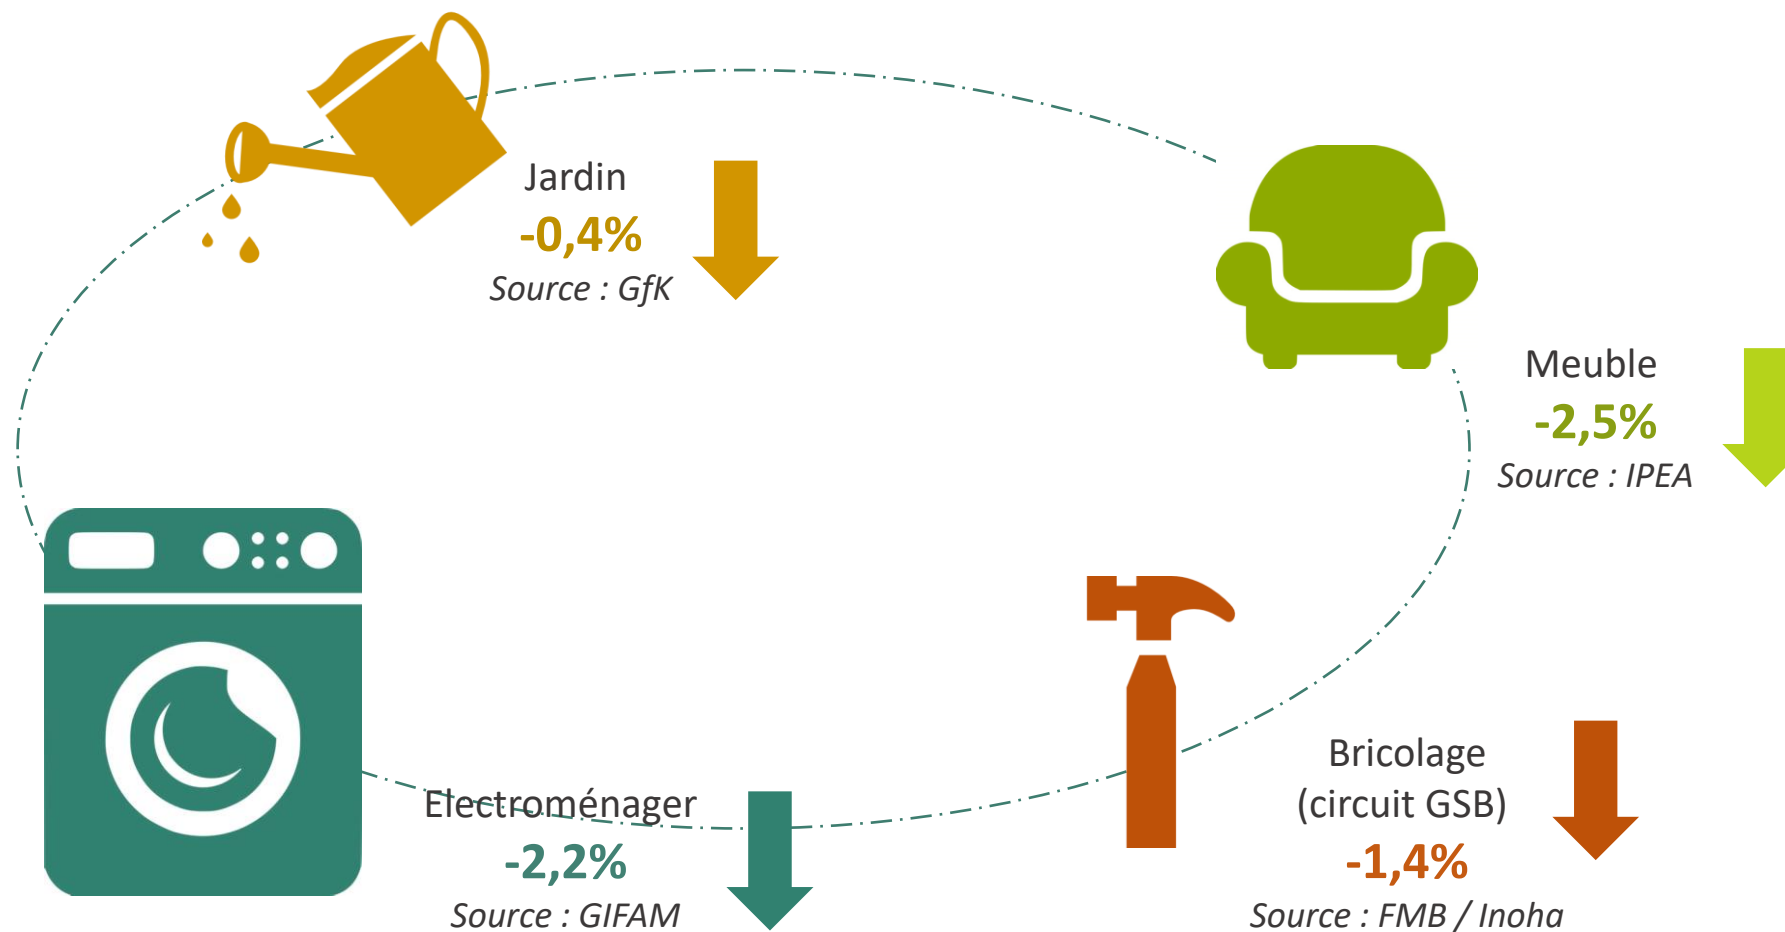 Jardin
-0,4%
Source : GfK
Meuble
-2,5%
Source : IPEA
Electroménager
-2,2%
Source : GIFAM
Bricolage
(circuit GSB)
-1,4%
Source : FMB / Inoha